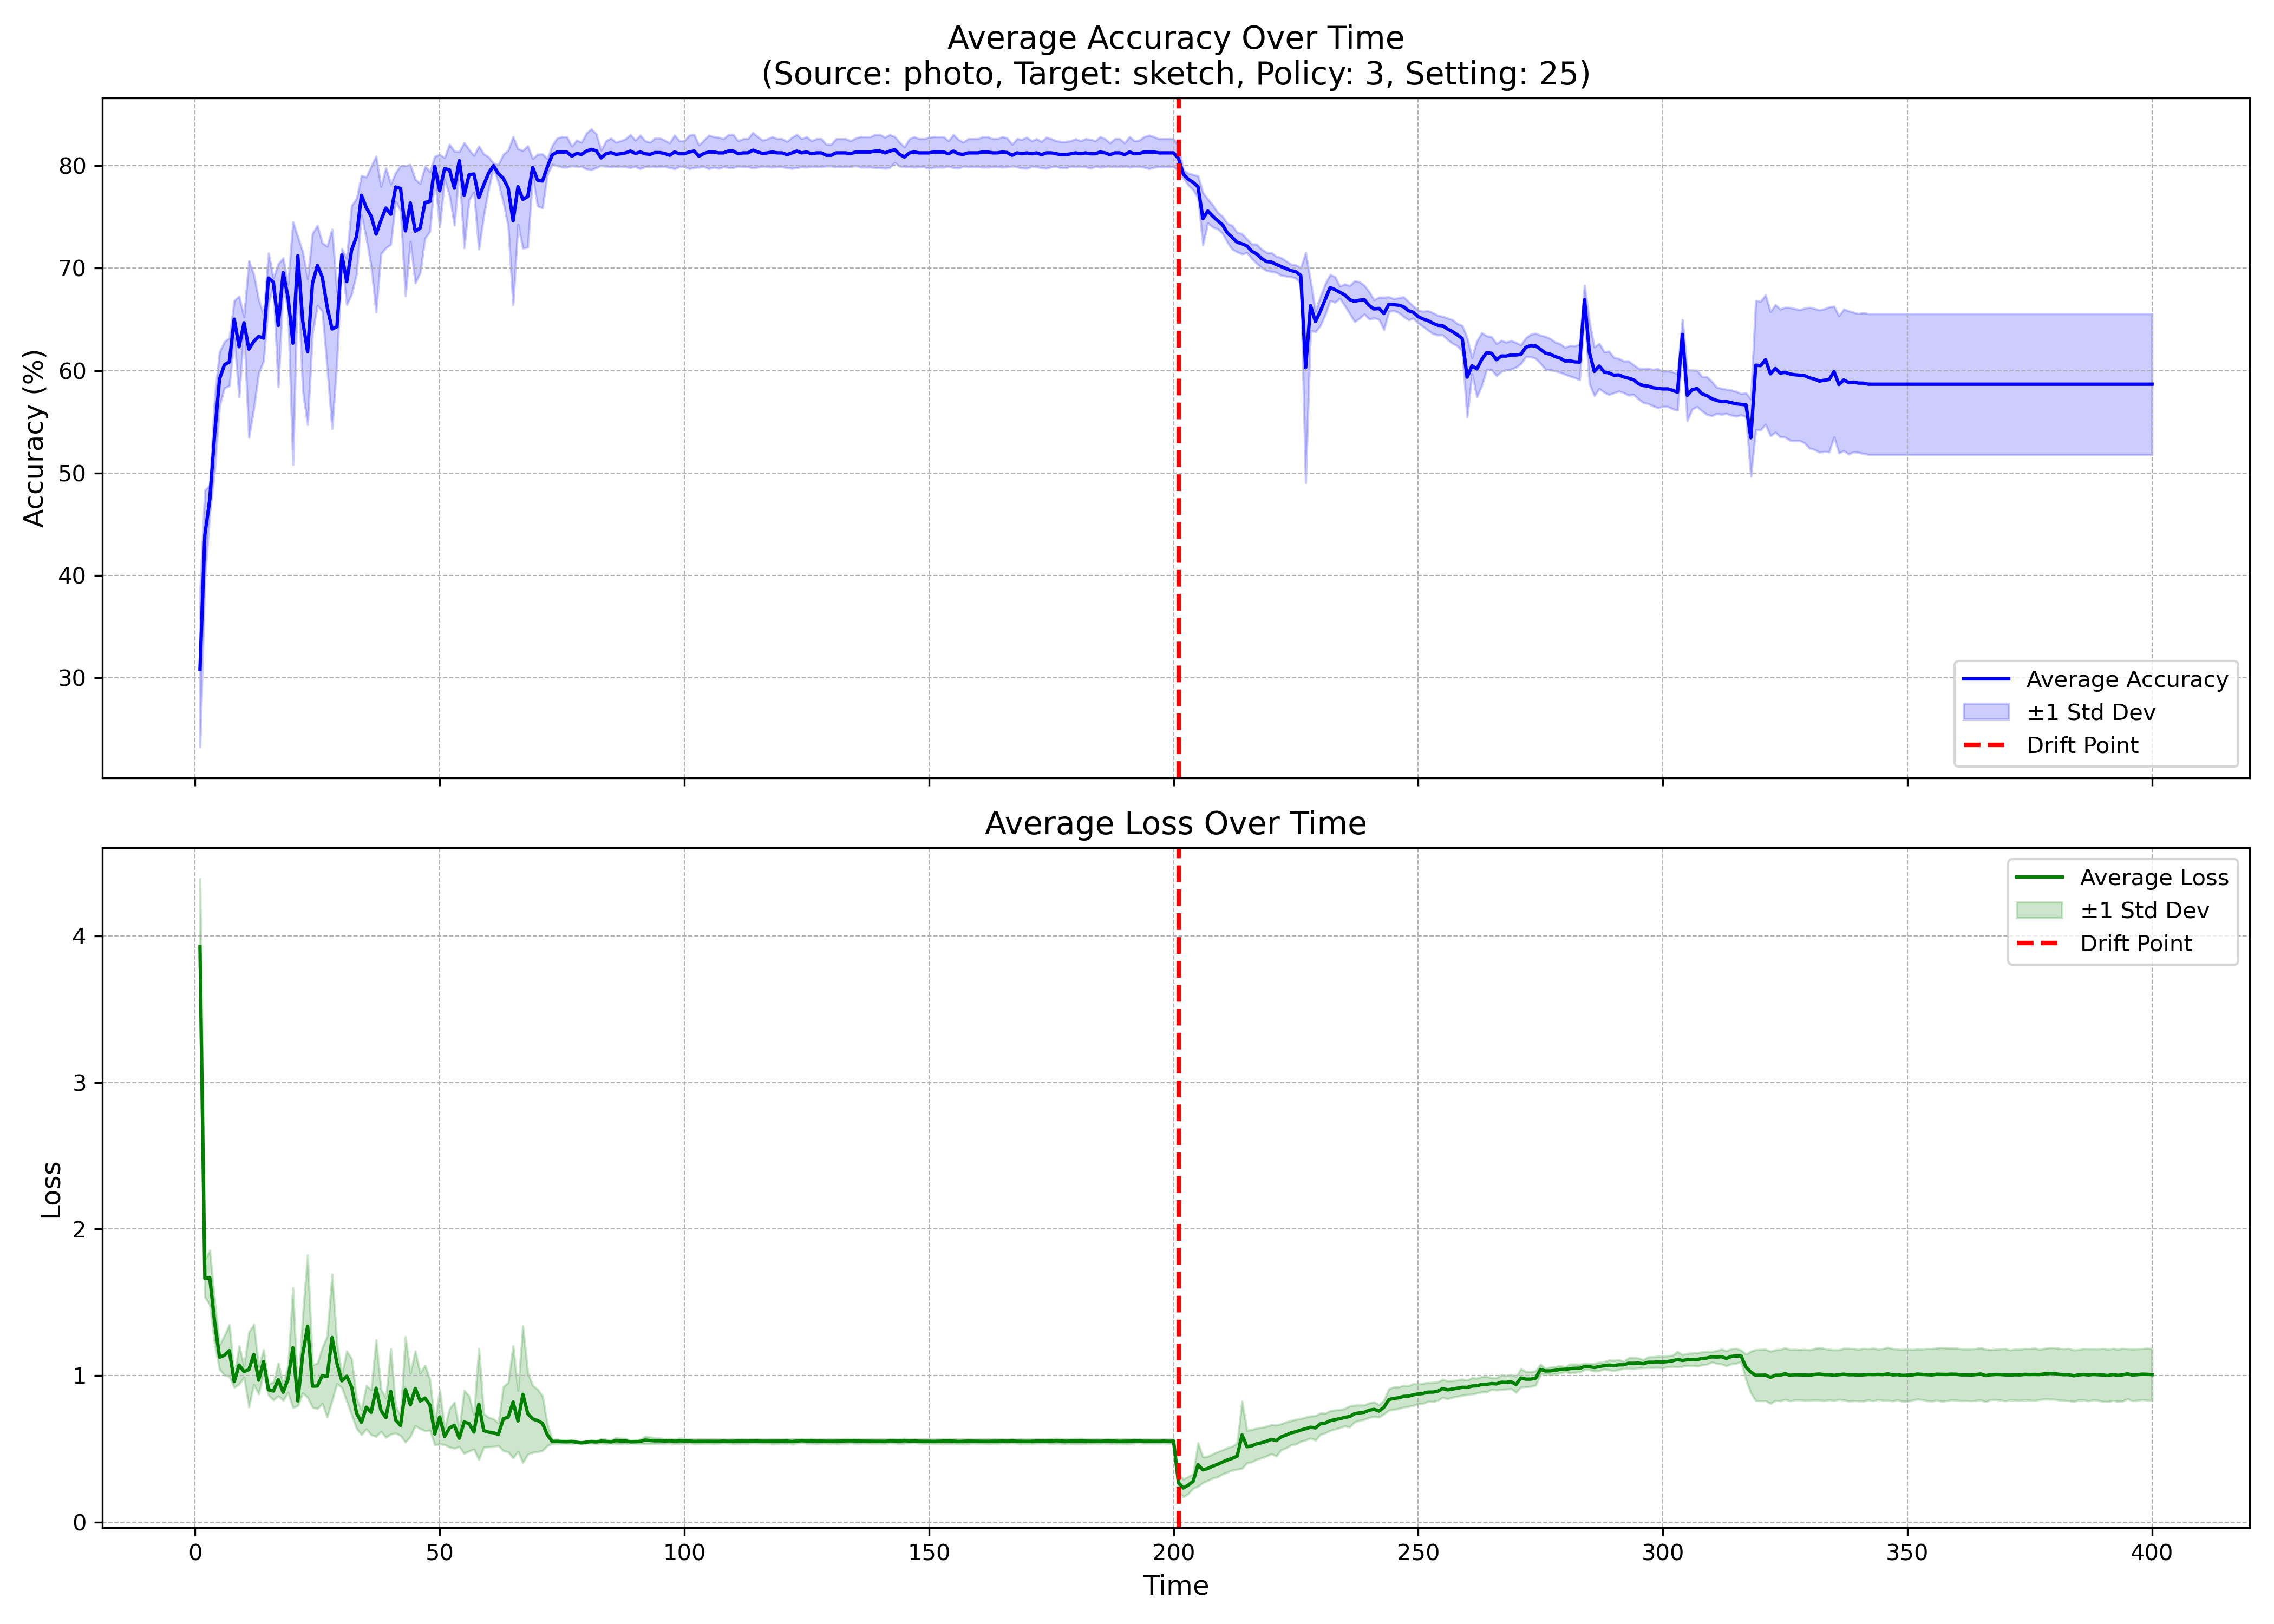 Average Accuracy Over Time
(Source: photo, Target: sketch, Policy: 3, Setting: 25)
Accuracy (%)
80
70
60
50
40
30
Average Accuracy
±1 Std Dev
Drift Point
Average Loss Over Time
Loss
4
3
2
1
0
Average Loss
±1 Std Dev
Drift Point
0 50 100 150 200 250 300 350 400
Time